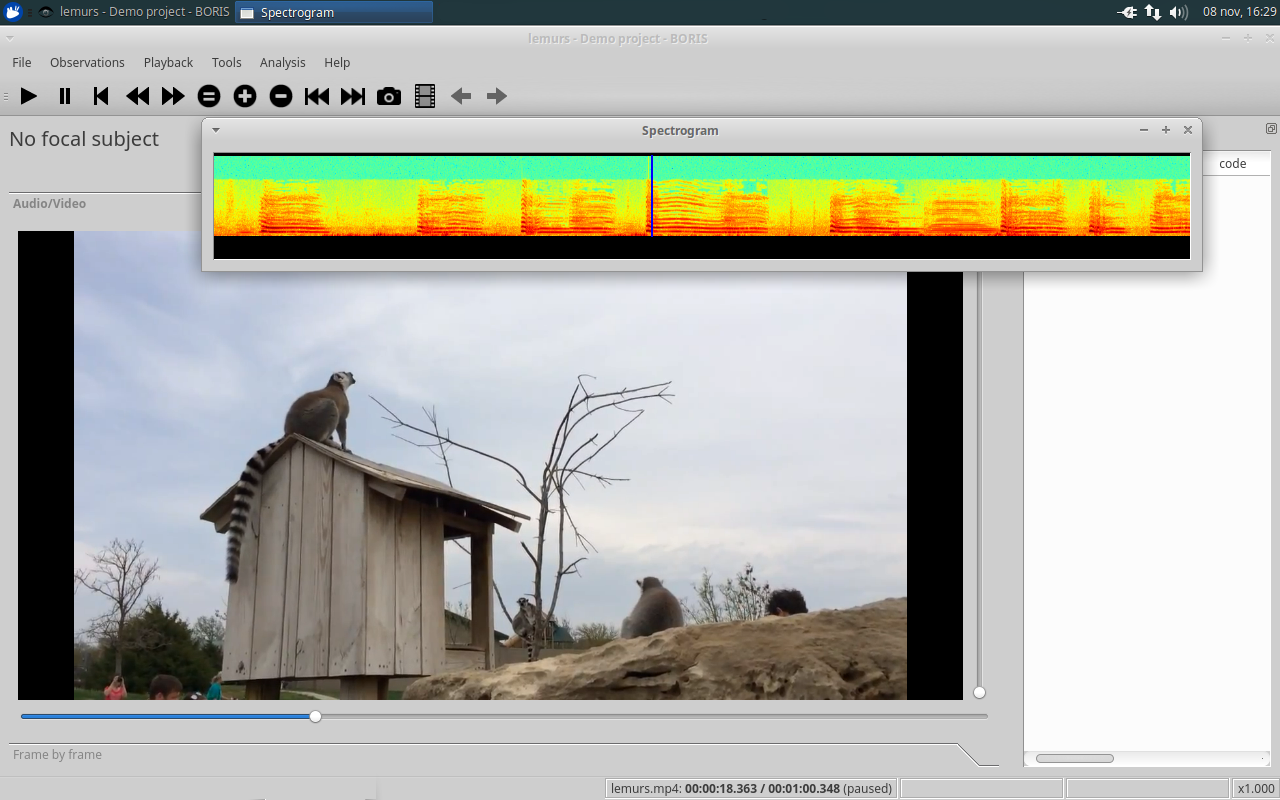 lemurs - Demo project - BORIS
Spectrogram
08 nov, 16:29
lemurs - Demo project - BORIS
File Observations Playback Tools Analysis Help
No focal subject
Spectrogram
code
Audio/Video
Frame by frame
lemurs.mp4: 00:00:18.363 / 00:01:00.348 (paused)
x1.000